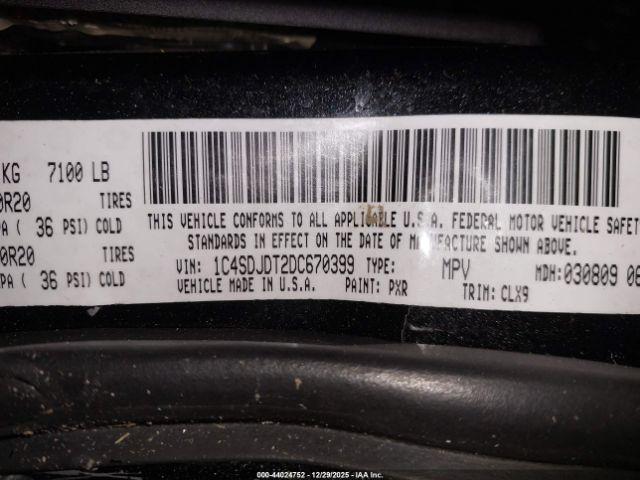 KG 7100 LB
0R20 TIRES
PA ( 36 PSI) COLD
0R20 TIRES
PA ( 36 PSI) COLD
THIS VEHICLE CONFORMS TO ALL APPLICABLE U.S.A. FEDERAL MOTOR VEHICLE SAFET
STANDARDS IN EFFECT ON THE DATE OF MANUFACTURE SHOWN ABOVE.
VIN: 1C4SDJDT2DC670399 TYPE: MPV MDH:030809 08
VEHICLE MADE IN U.S.A. PAINT: PXR TRIM: CLX9
000-44024752 — 12/29/2025 — IAA Inc.